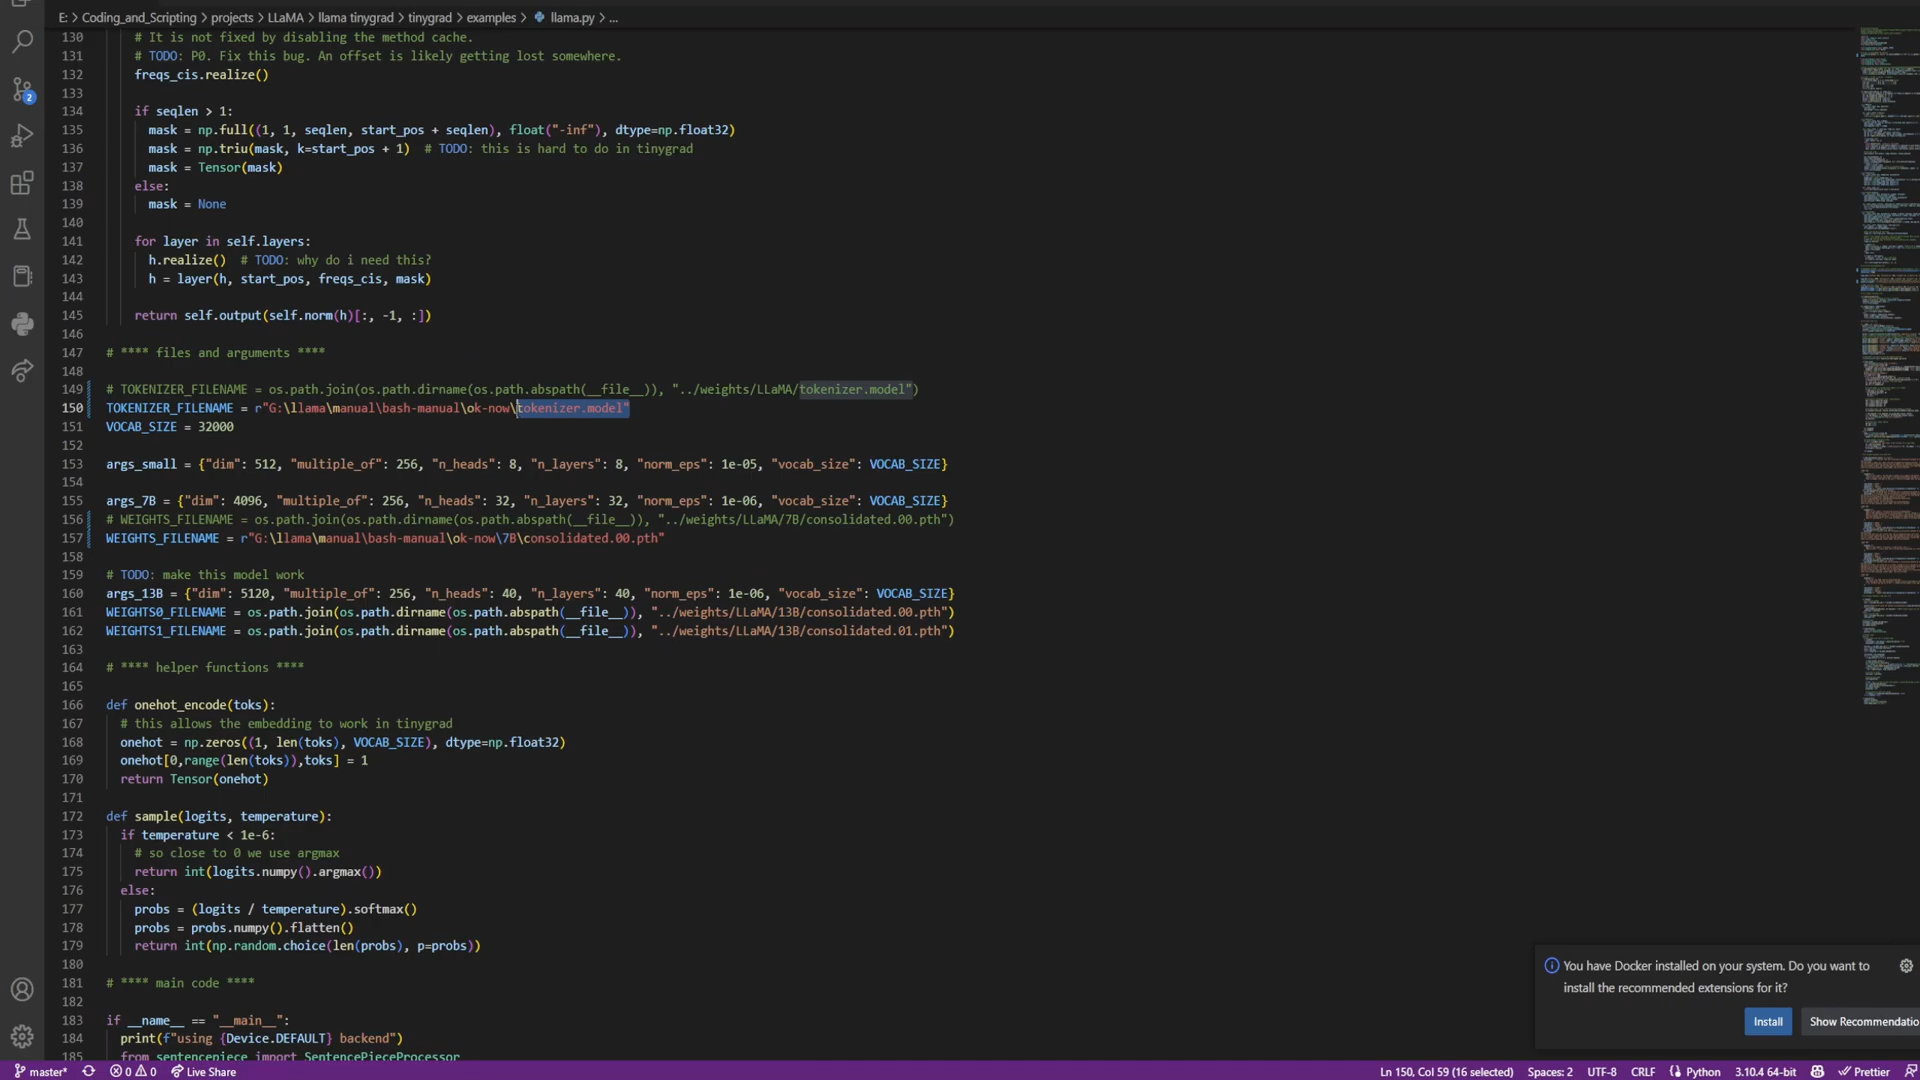 E: > Coding_and_Scripting > projects > LLaMA > llama tinygrad > tinygrad > examples > llama.py > ...
130 # It is not fixed by disabling the method cache.
131 # TODO: P0. Fix this bug. An offset is likely getting lost somewhere.
132 freqs_cis.realize()
133
134 if seqlen > 1:
135 mask = np.full((1, 1, seqlen, start_pos + seqlen), float("-inf"), dtype=np.float32)
136 mask = np.triu(mask, k=start_pos + 1)  # TODO: this is hard to do in tinygrad
137 mask = Tensor(mask)
138 else:
139 mask = None
140
141 for layer in self.layers:
142 h.realize()  # TODO: why do i need this?
143 h = layer(h, start_pos, freqs_cis, mask)
144
145 return self.output(self.norm(h)[:, -1, :])
146
147 # **** files and arguments ****
148
149 # TOKENIZER_FILENAME = os.path.join(os.path.dirname(os.path.abspath(__file__)), "../weights/LLaMA/tokenizer.model")
150 TOKENIZER_FILENAME = r"G:\llama\manual\bash-manual\ok-now\tokenizer.model"
151 VOCAB_SIZE = 32000
152
153 args_small = {"dim": 512, "multiple_of": 256, "n_heads": 8, "n_layers": 8, "norm_eps": 1e-05, "vocab_size": VOCAB_SIZE}
154
155 args_7B = {"dim": 4096, "multiple_of": 256, "n_heads": 32, "n_layers": 32, "norm_eps": 1e-06, "vocab_size": VOCAB_SIZE}
156 # WEIGHTS_FILENAME = os.path.join(os.path.dirname(os.path.abspath(__file__)), "../weights/LLaMA/7B/consolidated.00.pth")
157 WEIGHTS_FILENAME = r"G:\llama\manual\bash-manual\ok-now\7B\consolidated.00.pth"
158
159 # TODO: make this model work
160 args_13B = {"dim": 5120, "multiple_of": 256, "n_heads": 40, "n_layers": 40, "norm_eps": 1e-06, "vocab_size": VOCAB_SIZE}
161 WEIGHTS0_FILENAME = os.path.join(os.path.dirname(os.path.abspath(__file__)), "../weights/LLaMA/13B/consolidated.00.pth")
162 WEIGHTS1_FILENAME = os.path.join(os.path.dirname(os.path.abspath(__file__)), "../weights/LLaMA/13B/consolidated.01.pth")
163
164 # **** helper functions ****
165
166 def onehot_encode(toks):
167 # this allows the embedding to work in tinygrad
168 onehot = np.zeros((1, len(toks), VOCAB_SIZE), dtype=np.float32)
169 onehot[0,range(len(toks)),toks] = 1
170 return Tensor(onehot)
171
172 def sample(logits, temperature):
173 if temperature < 1e-6:
174 # so close to 0 we use argmax
175 return int(logits.numpy().argmax())
176 else:
177 probs = (logits / temperature).softmax()
178 probs = probs.numpy().flatten()
179 return int(np.random.choice(len(probs), p=probs))
180
181 # **** main code ****
182
183 if __name__ == "__main__":
184 print(f"using {Device.DEFAULT} backend")
185 from sentencepiece import SentencePieceProcessor
2
You have Docker installed on your system. Do you want to
install the recommended extensions for it?
Install Show Recommendatio
master* 0 0 Live Share Ln 150, Col 59 (16 selected) Spaces: 2 UTF-8 CRLF Python 3.10.4 64-bit Prettier